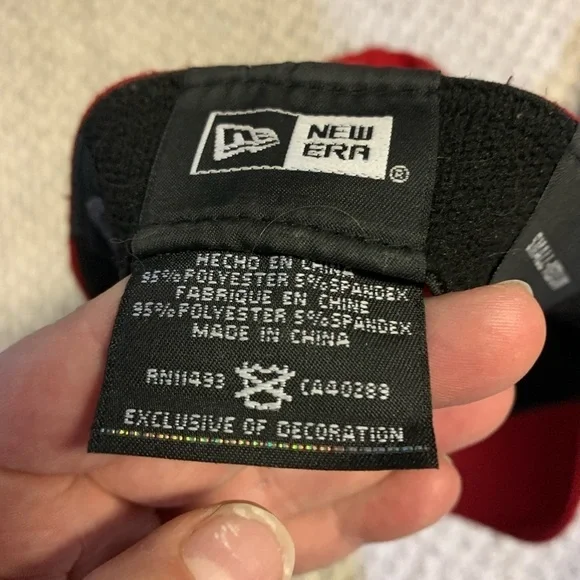 NEW
ERA
®
HECHO EN CHINA
95% POLYESTER 5% SPANDEX
FABRIQUE EN CHINE
95% POLYESTER 5% SPANDEX
MADE IN CHINA
RN11493 CA40289
EXCLUSIVE OF DECORATION